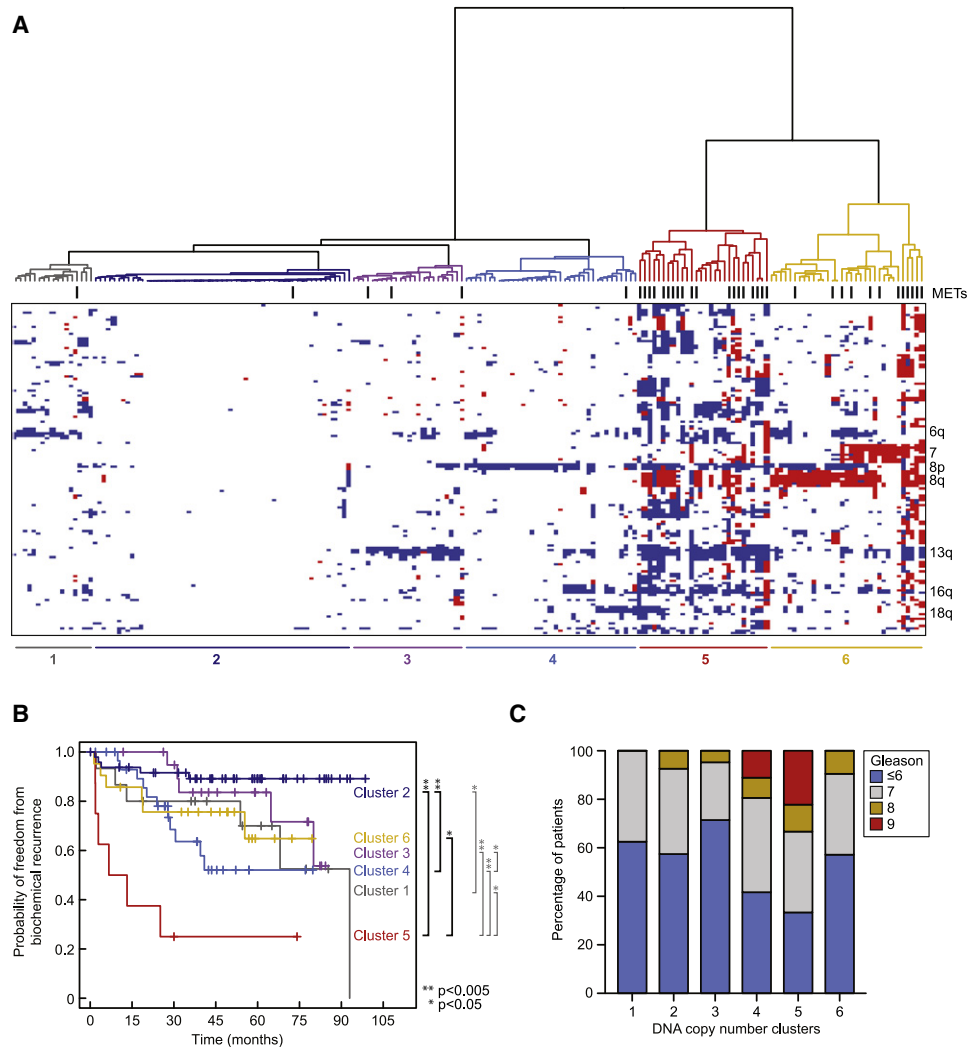 A
METs
6q
7
8p
8q
13q
16q
18q
1 2 3 4 5 6
B
Probability of freedom from
biochemical recurrence
1.0
0.8
0.6
0.4
0.2
0
0 15 30 45 60 75 90 105
Time (months)
Cluster 2
Cluster 6
Cluster 3
Cluster 4
Cluster 1
Cluster 5
** ** * * ** ** * *
** p<0.005
* p<0.05
C
Percentage of patients
100
80
60
40
20
0
1 2 3 4 5 6
DNA copy number clusters
Gleason
≤6
7
8
9